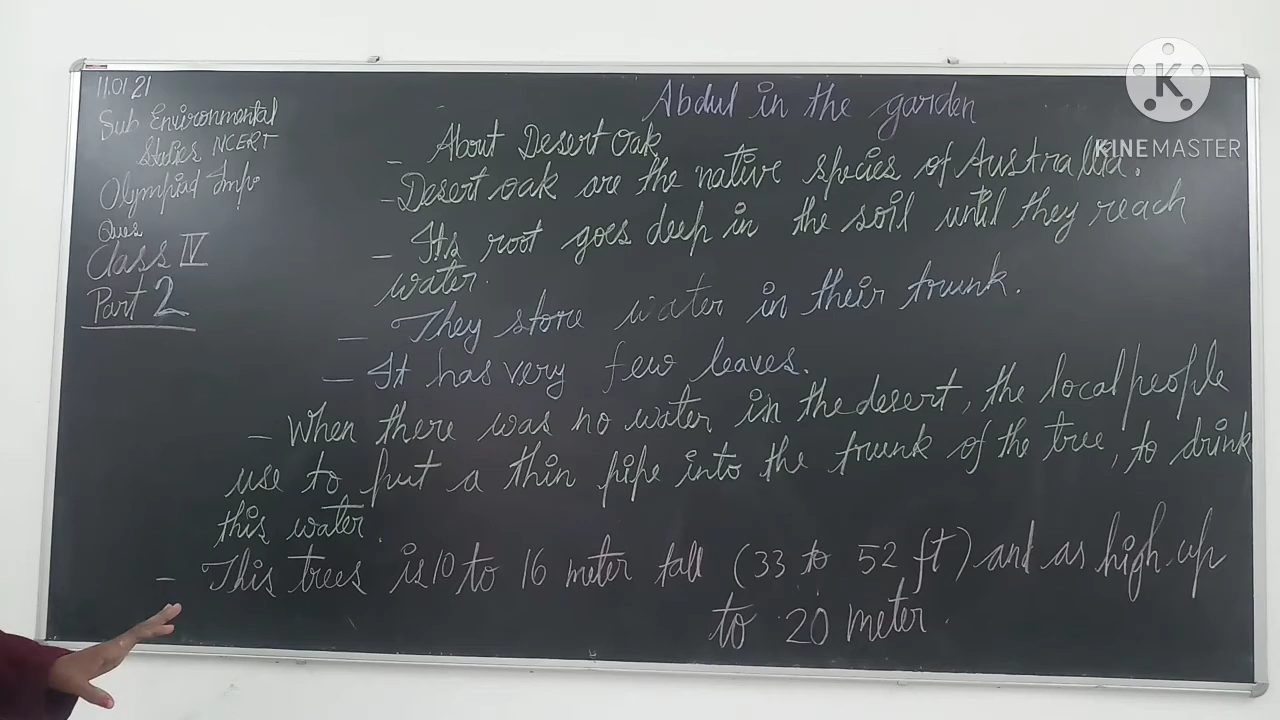 11.01 21
Sub Environmental
Studies NCERT
Olympiad Imp
Ques
Class IV
Part 2
Abdul in the garden
- About Desert Oak
- Desert oak are the native species of Australia.
- Its root goes deep in the soil until they reach
water.
- They store water in their trunk.
- It has very few leaves.
- When there was no water in the desert, the local people
use to put a thin pipe into the trunk of the tree, to drink
this water.
- This trees is 10 to 16 meter tall (33 to 52 ft) and as high up
to 20 meter.
K
KINEMASTER